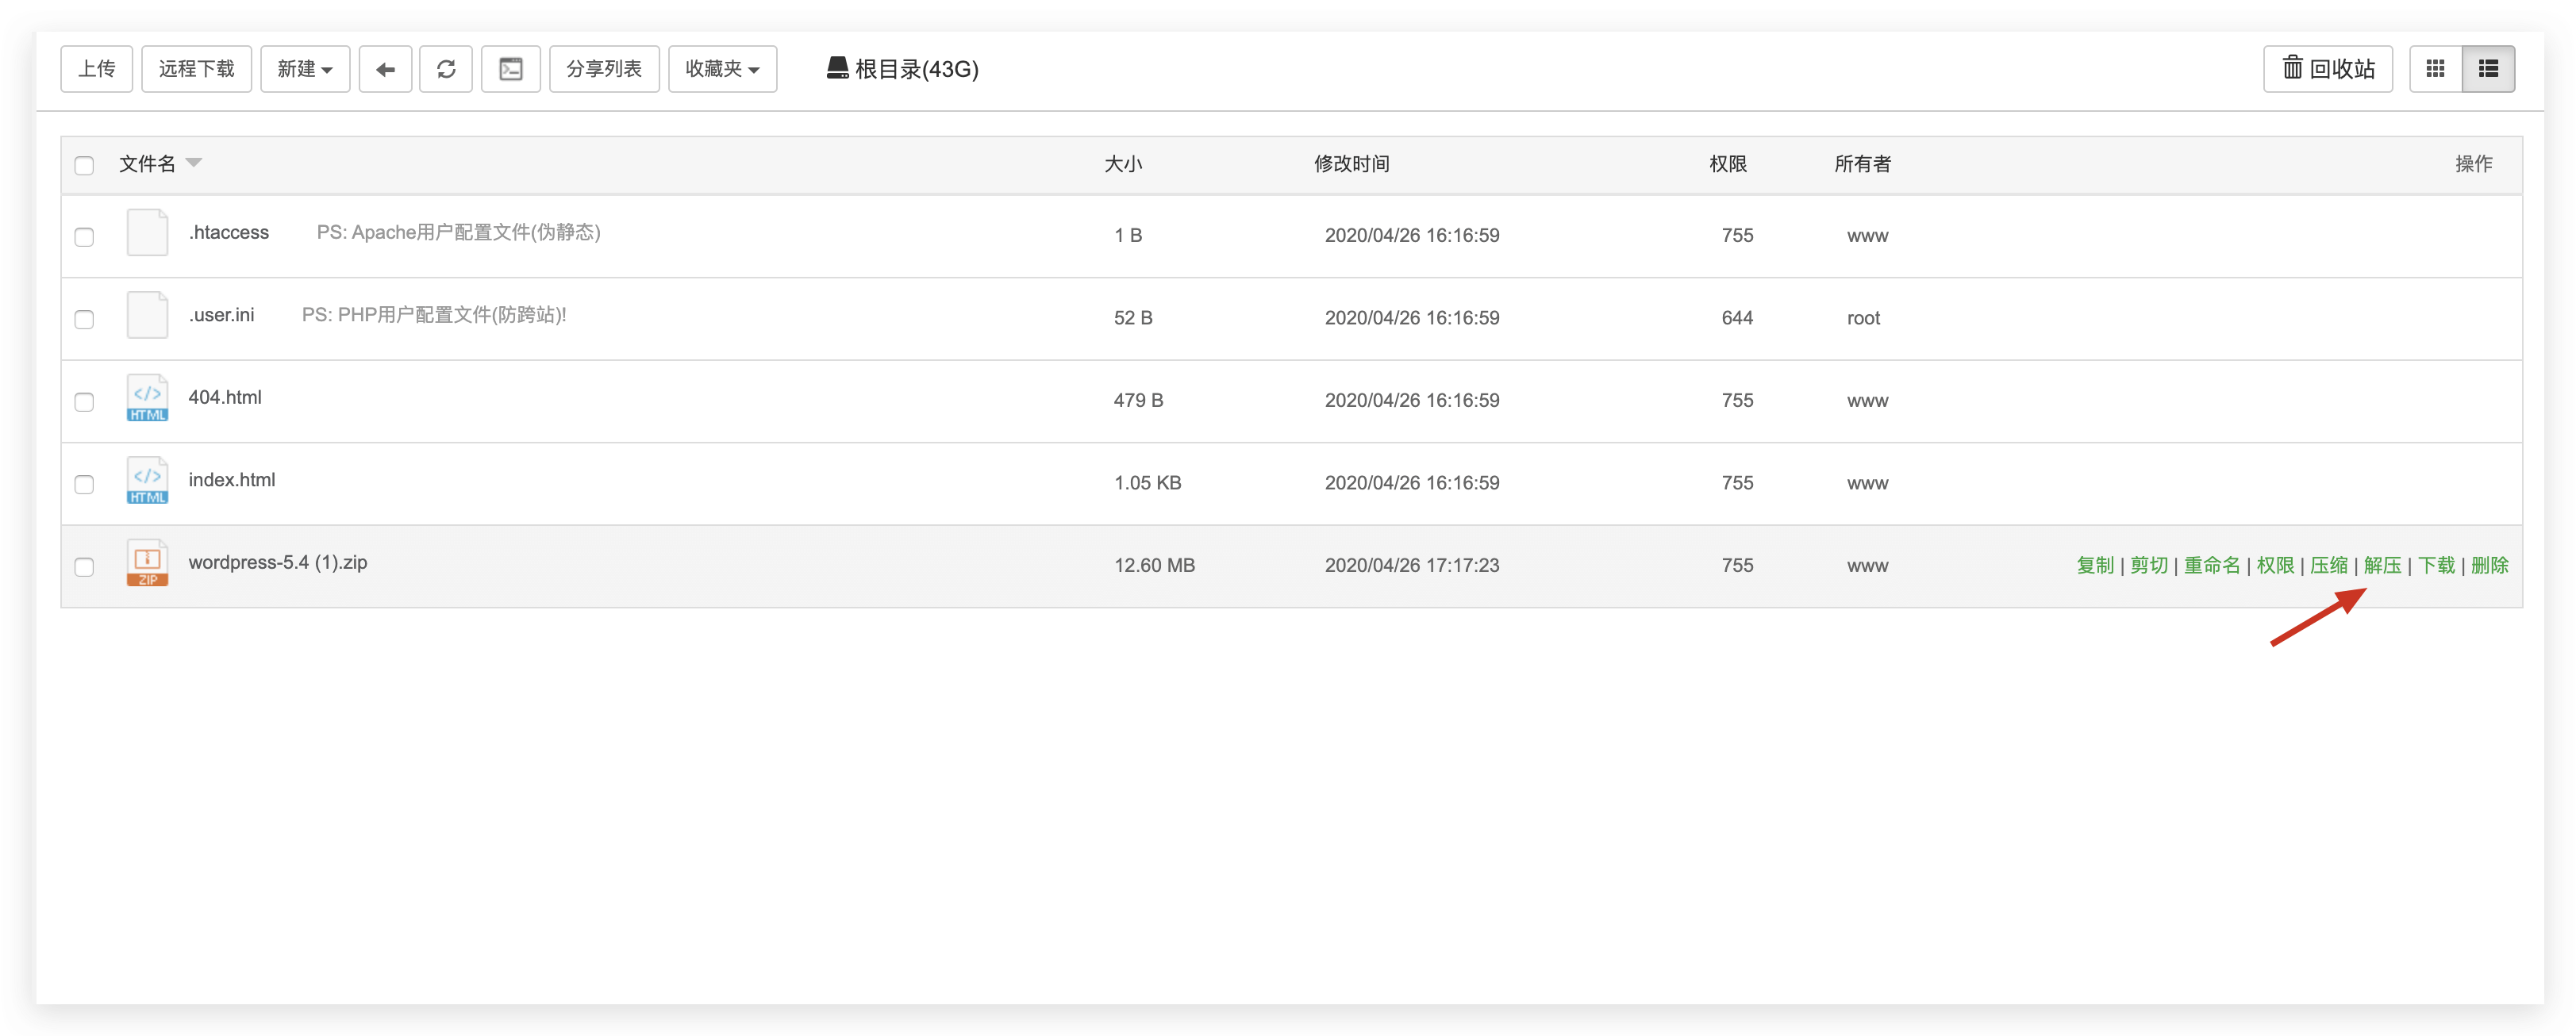 上传 远程下载 新建 分享列表 收藏夹 根目录(43G) 回收站
文件名 大小 修改时间 权限 所有者 操作
.htaccess PS: Apache用户配置文件(伪静态) 1 B 2020/04/26 16:16:59 755 www
.user.ini PS: PHP用户配置文件(防跨站)! 52 B 2020/04/26 16:16:59 644 root
HTML 404.html 479 B 2020/04/26 16:16:59 755 www
HTML index.html 1.05 KB 2020/04/26 16:16:59 755 www
ZIP wordpress-5.4 (1).zip 12.60 MB 2020/04/26 17:17:23 755 www 复制 | 剪切 | 重命名 | 权限 | 压缩 | 解压 | 下载 | 删除